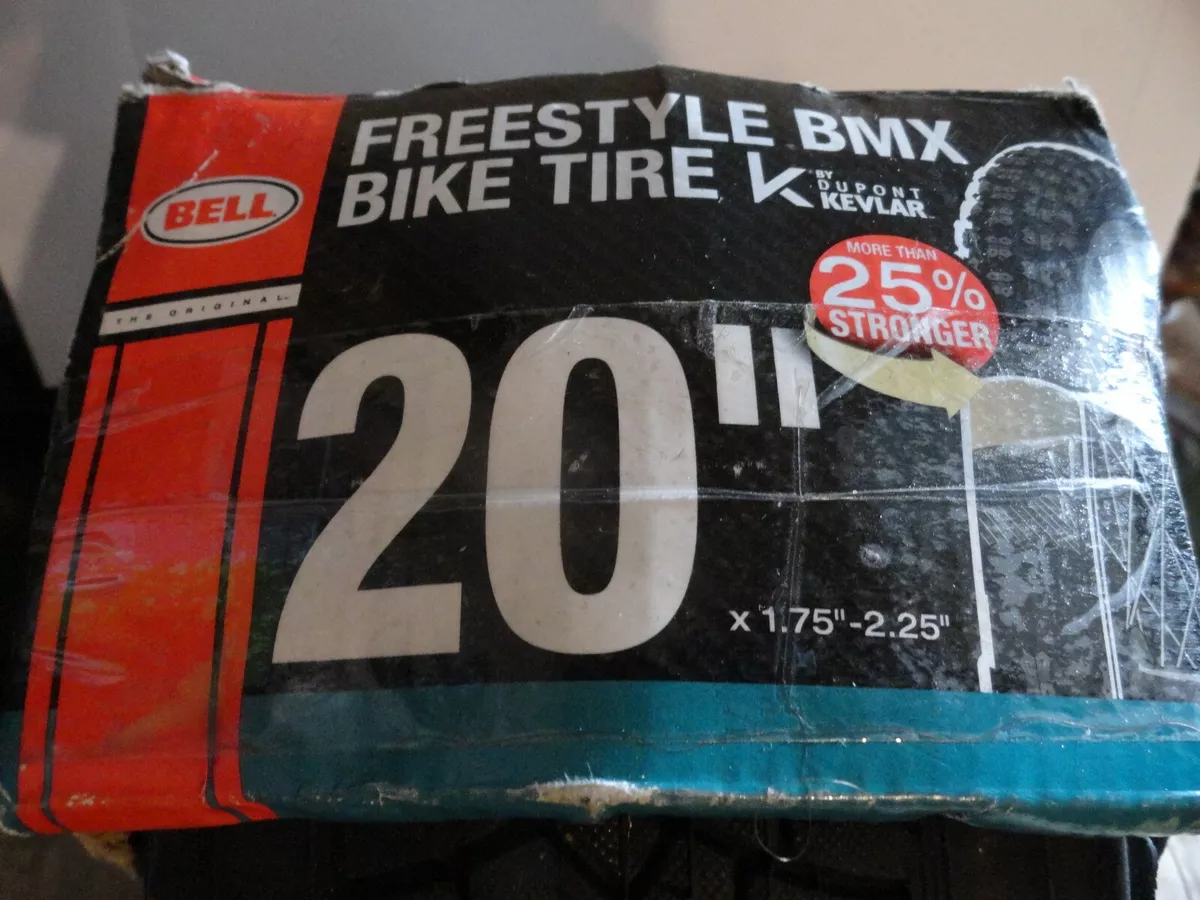 FREESTYLE BMX
BIKE TIRE K BY DUPONT KEVLAR
BELL
THE ORIGINAL
MORE THAN
25%
STRONGER
20"
x 1.75"-2.25"